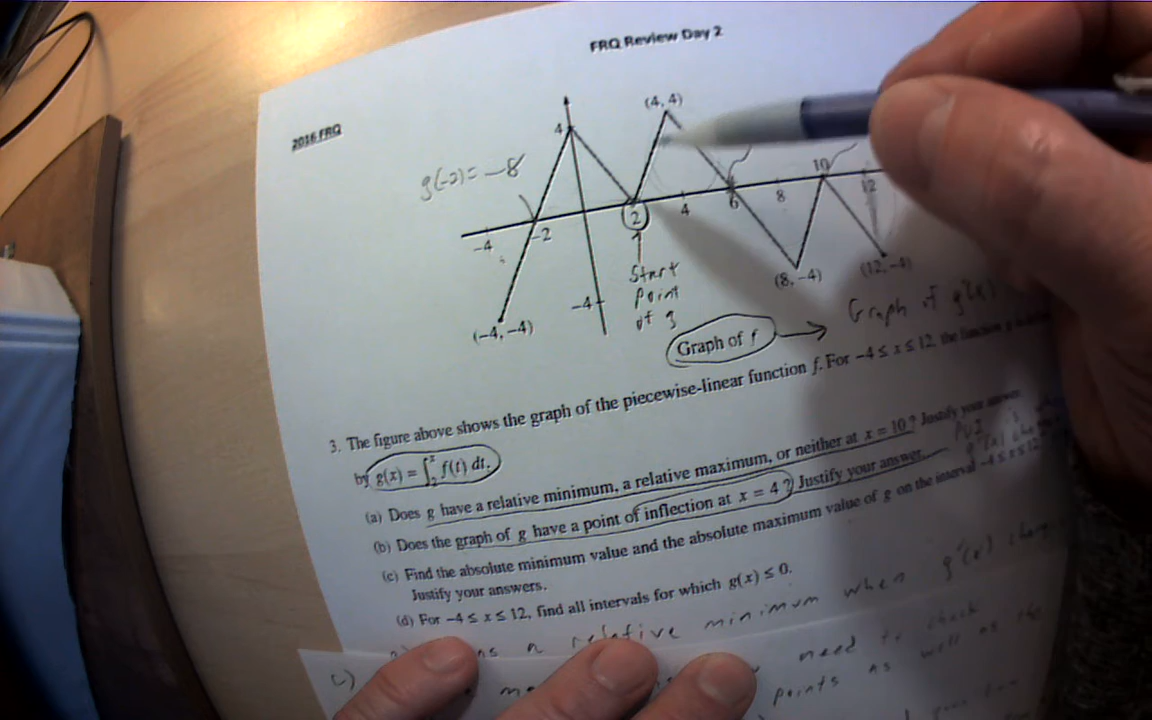 FRQ Review Day 2
2016 FRQ
(4, 4)
4
g(-2) = -8
10
-4
-2
2
4
6
8
12
Start
Point
of g
-4
(-4, -4)
(8, -4)
(12, -4)
Graph of f
Graph of g'(x)
3. The figure above shows the graph of the piecewise-linear function f. For -4 ≤ x ≤ 12, the function g
by g(x) = ∫₂ˣ f(t) dt.
(a) Does g have a relative minimum, a relative maximum, or neither at x = 10? Justify your answer.
(b) Does the graph of g have a point of inflection at x = 4? Justify your answer.
(c) Find the absolute minimum value and the absolute maximum value of g on the interval -4 ≤ x ≤ 12.
Justify your answers.
(d) For -4 ≤ x ≤ 12, find all intervals for which g(x) ≤ 0.
a relative minimum when g'(x)
c) need to check
points as well as the